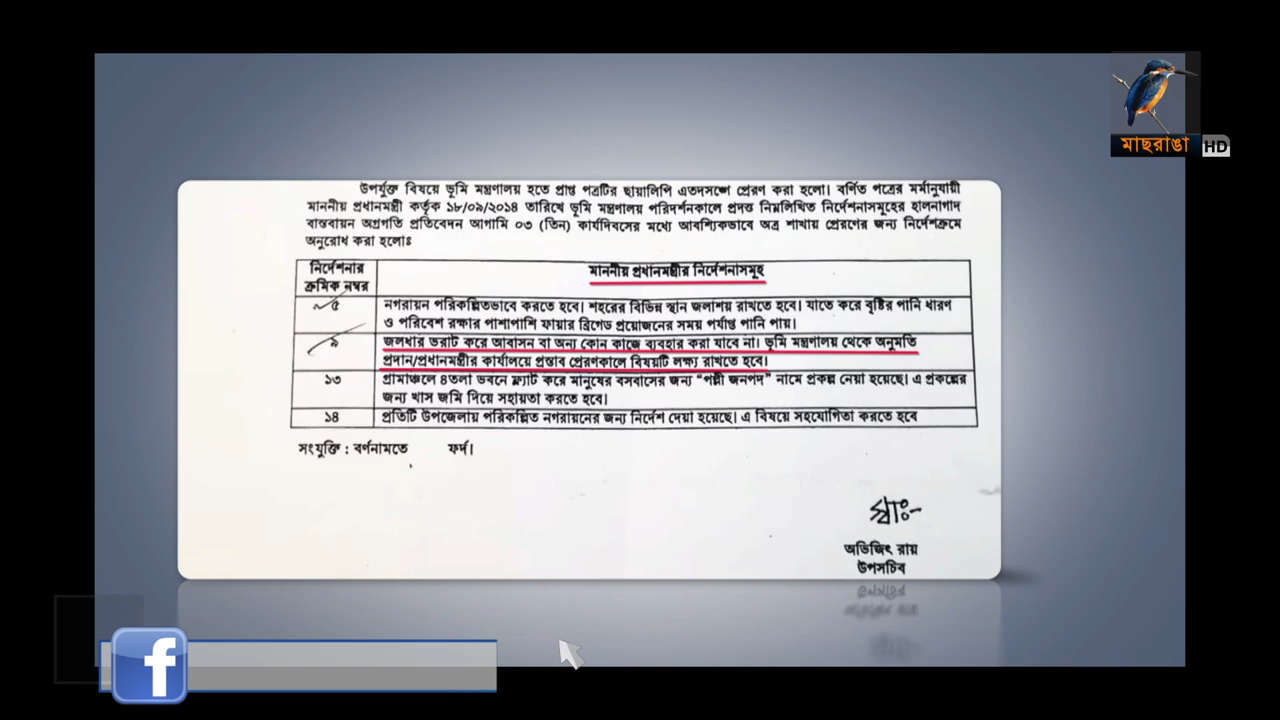 মাছরাঙা HD
উপর্যুক্ত বিষয়ে ভূমি মন্ত্রণালয় হতে প্রাপ্ত পত্রটির ছায়ালিপি এতদসঙ্গে প্রেরণ করা হলো। বর্ণিত পত্রের মর্মানুযায়ী
মাননীয় প্রধানমন্ত্রী কর্তৃক ১৮/০৯/২০১৪ তারিখে ভূমি মন্ত্রণালয় পরিদর্শনকালে প্রদত্ত নিম্নলিখিত নির্দেশনাসমূহের হালনাগাদ
বাস্তবায়ন অগ্রগতি প্রতিবেদন আগামি ০৩ (তিন) কার্যদিবসের মধ্যে আবশ্যিকভাবে অত্র শাখায় প্রেরণের জন্য নির্দেশক্রমে
অনুরোধ করা হলোঃ
নির্দেশনার
ক্রমিক নম্বর
মাননীয় প্রধানমন্ত্রীর নির্দেশনাসমূহ
৫
নগরায়ন পরিকল্পিতভাবে করতে হবে। শহরের বিভিন্ন স্থান জলাশয় রাখতে হবে। যাতে করে বৃষ্টির পানি ধারণ
ও পরিবেশ রক্ষার পাশাপাশি ফায়ার ব্রিগেড প্রয়োজনের সময় পর্যাপ্ত পানি পায়।
৯
জলাধার ভরাট করে আবাসন বা অন্য কোন কাজে ব্যবহার করা যাবে না। ভূমি মন্ত্রণালয় থেকে অনুমতি
প্রদান/প্রধানমন্ত্রীর কার্যালয়ে প্রস্তাব প্রেরণকালে বিষয়টি লক্ষ্য রাখতে হবে।
১৩
গ্রামাঞ্চলে ৪তলা ভবনে ফ্ল্যাট করে মানুষের বসবাসের জন্য “পল্লী জনপদ” নামে প্রকল্প নেয়া হয়েছে। এ প্রকল্পের
জন্য খাস জমি দিয়ে সহায়তা করতে হবে।
১৪
প্রতিটি উপজেলায় পরিকল্পিত নগরায়নের জন্য নির্দেশ দেয়া হয়েছে। এ বিষয়ে সহযোগিতা করতে হবে
সংযুক্তি : বর্ণনামতে ফর্দ।
স্বাঃ-
অভিজিৎ রায়
উপসচিব
f